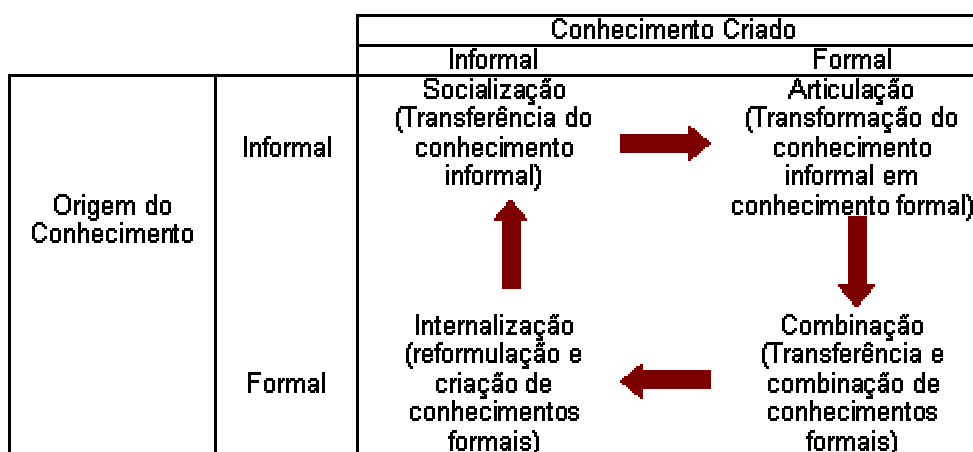 Conhecimento Criado
Informal
Formal
Origem do
Conhecimento
Informal
Socialização
(Transferência do
conhecimento
informal)
Articulação
(Transformação do
conhecimento
informal em
conhecimento formal)
Formal
Internalização
(reformulação e
criação de
conhecimentos
formais)
Combinação
(Transferência e
combinação de
conhecimentos
formais)